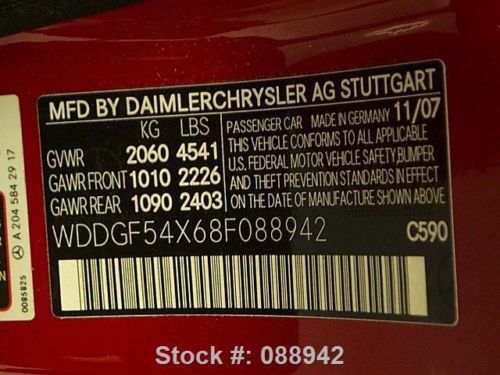 MFD BY DAIMLERCHRYSLER AG STUTTGART
KG LBS
GVWR 2060 4541
GAWR FRONT 1010 2226
GAWR REAR 1090 2403
PASSENGER CAR MADE IN GERMANY 11/07
THIS VEHICLE CONFORMS TO ALL APPLICABLE
U.S. FEDERAL MOTOR VEHICLE SAFETY, BUMPER
AND THEFT PREVENTION STANDARDS IN EFFECT
ON THE DATE OF MANUFACTURE SHOWN ABOVE
WDDGF54X68F088942 C590
A 204 584 29 17
0085825
Stock #: 088942